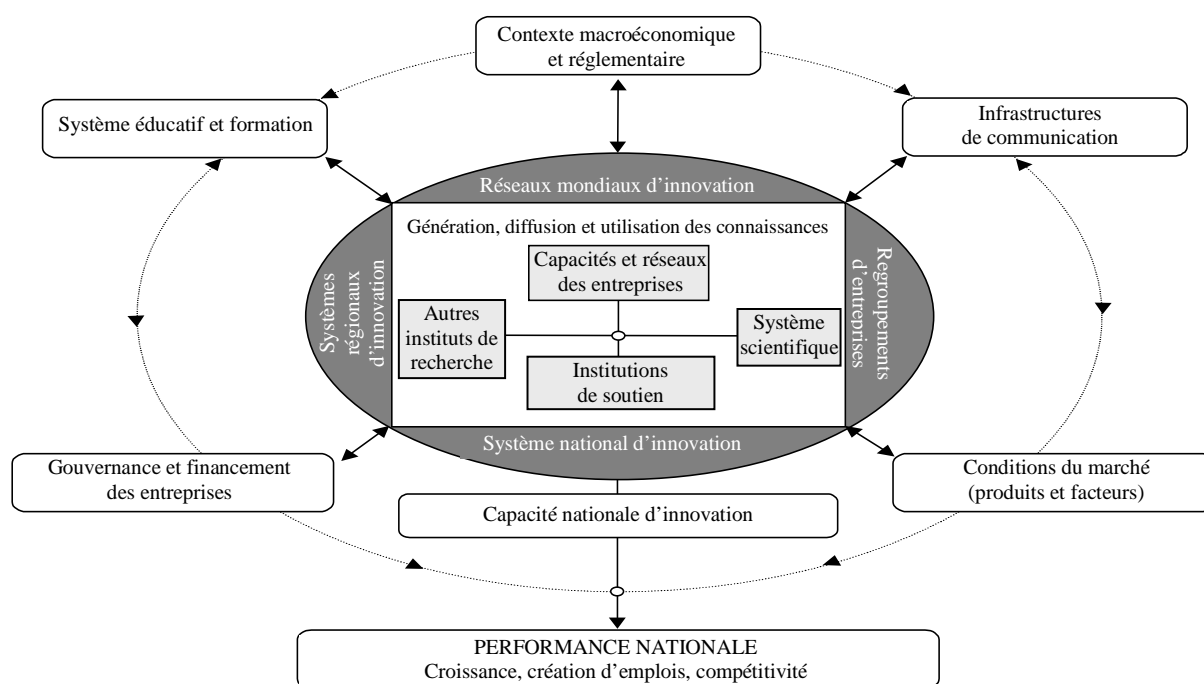 Contexte macroéconomique
et réglementaire
Système éducatif et formation
Infrastructures
de communication
Réseaux mondiaux d’innovation
Génération, diffusion et utilisation des connaissances
Capacités et réseaux
des entreprises
Systèmes
régionaux
d’innovation
Autres
instituts de
recherche
Système
scientifique
Regroupements
d’entreprises
Institutions
de soutien
Système national d’innovation
Gouvernance et financement
des entreprises
Conditions du marché
(produits et facteurs)
Capacité nationale d’innovation
PERFORMANCE NATIONALE
Croissance, création d’emplois, compétitivité